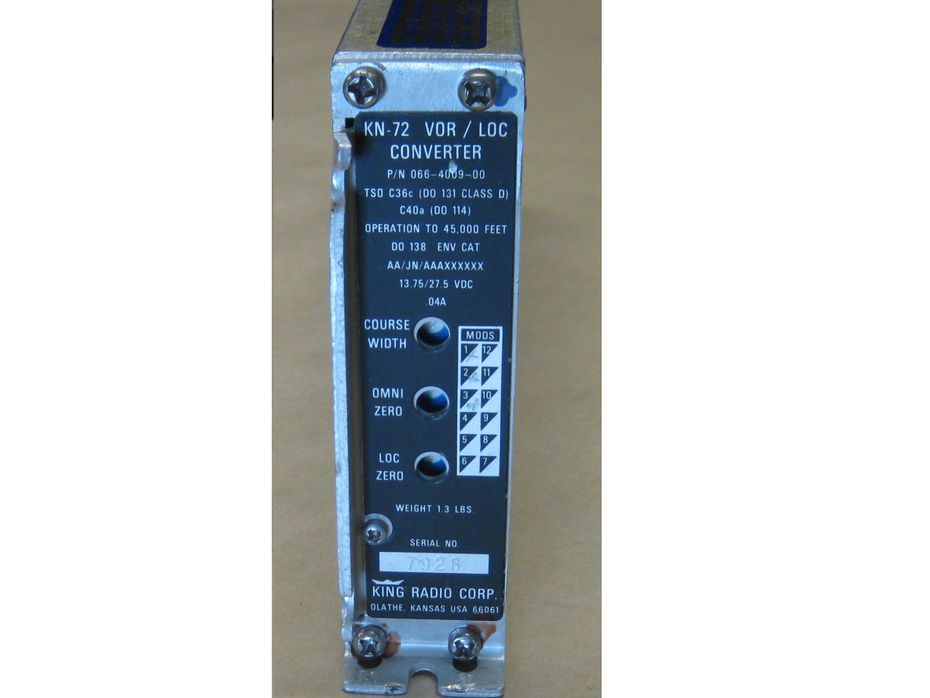 KN-72 VOR / LOC
CONVERTER
P/N 066-4009-00
TSO C36c (DO 131 CLASS D)
C40a (DO 114)
OPERATION TO 45,000 FEET
DO 138 ENV CAT
AA/JN/AAAXXXXXX
13.75/27.5 VDC
.04A
COURSE
WIDTH
MODS
1 12
2 11
3 10
OMNI
ZERO
4 9
5 8
6 7
LOC
ZERO
WEIGHT 1.3 LBS.
SERIAL NO.
7928
KING RADIO CORP.
OLATHE, KANSAS USA 66061